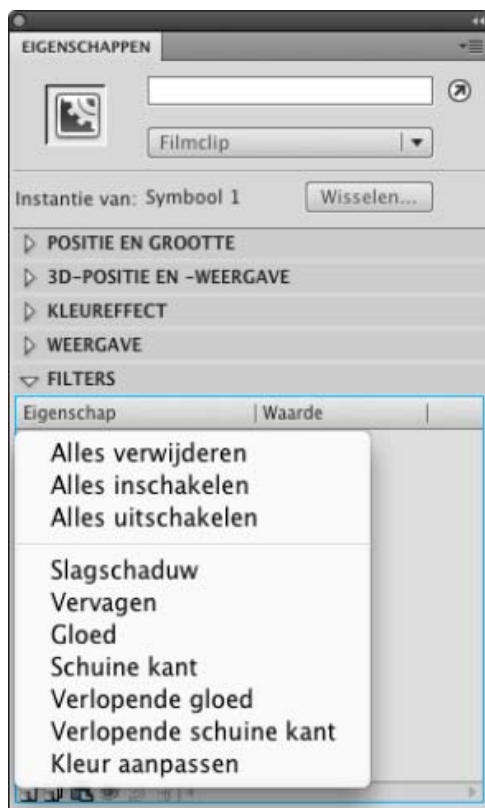 EIGENSCHAPPEN
Filmclip
Instantie van: Symbool 1 Wisselen...
POSITIE EN GROOTTE
3D-POSITIE EN -WEERGAVE
KLEUREFFECT
WEERGAVE
FILTERS
Eigenschap Waarde
Alles verwijderen
Alles inschakelen
Alles uitschakelen
Slagschaduw
Vervagen
Gloed
Schuine kant
Verlopende gloed
Verlopende schuine kant
Kleur aanpassen